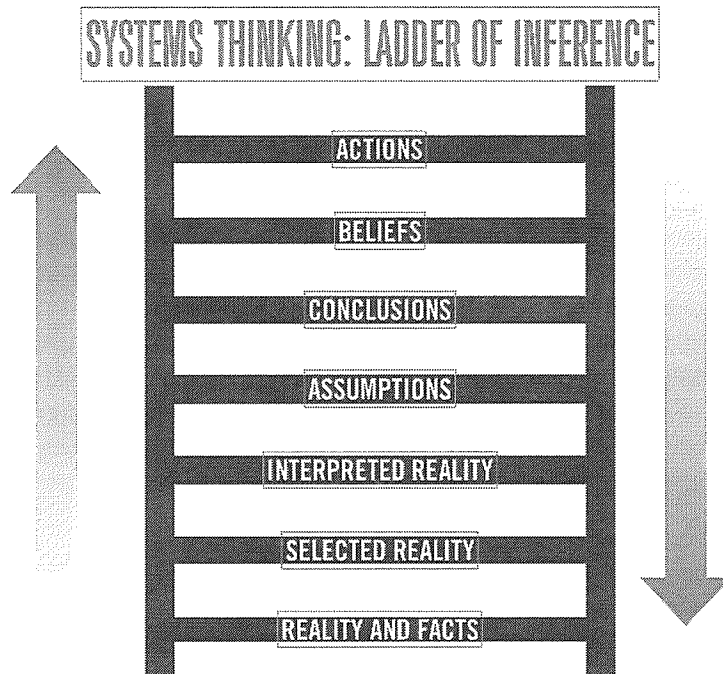 SYSTEMS THINKING: LADDER OF INFERENCE
ACTIONS
BELIEFS
CONCLUSIONS
ASSUMPTIONS
INTERPRETED REALITY
SELECTED REALITY
REALITY AND FACTS